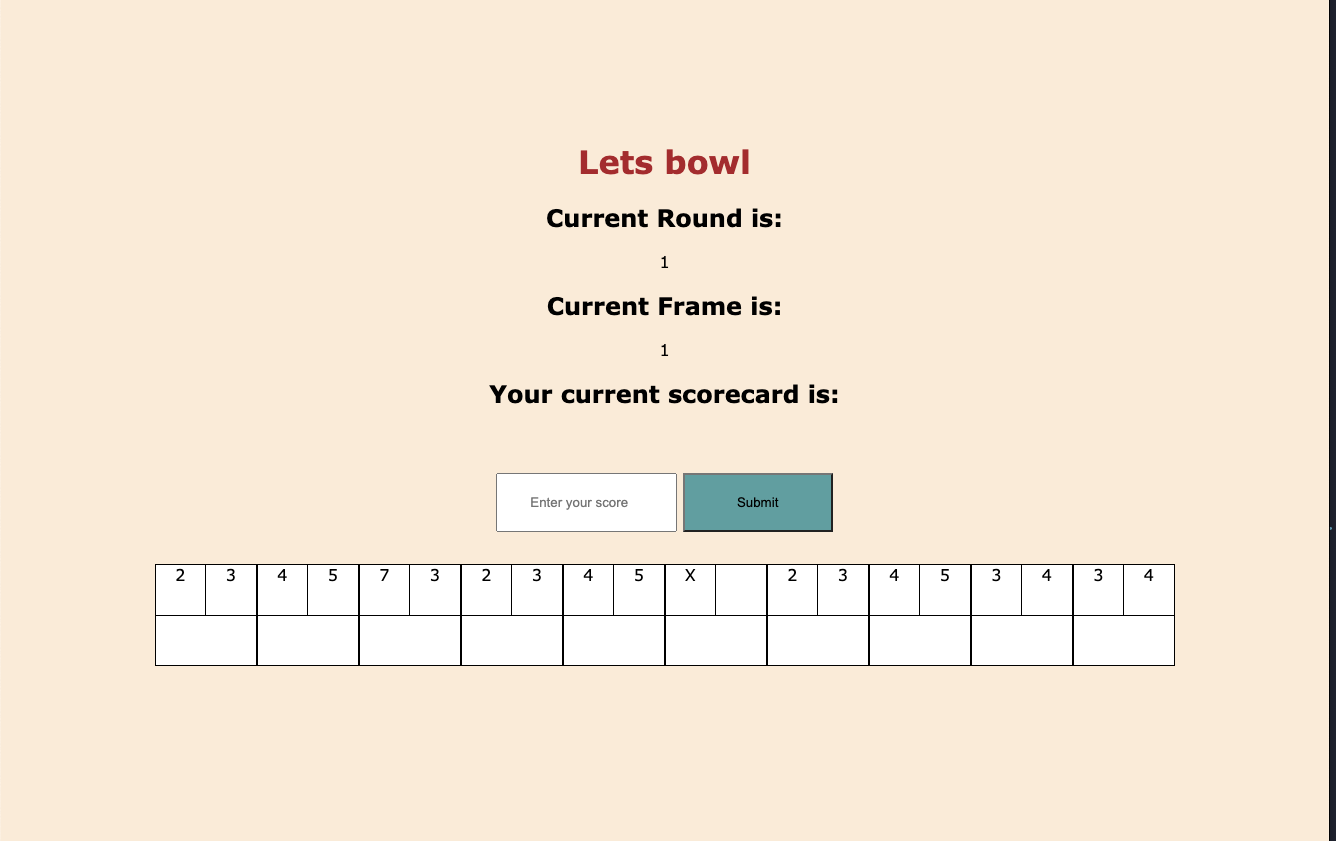 Lets bowl
Current Round is:
1
Current Frame is:
1
Your current scorecard is:
Enter your score Submit
2 3 4 5 7 3 2 3 4 5 X 2 3 4 5 3 4 3 4